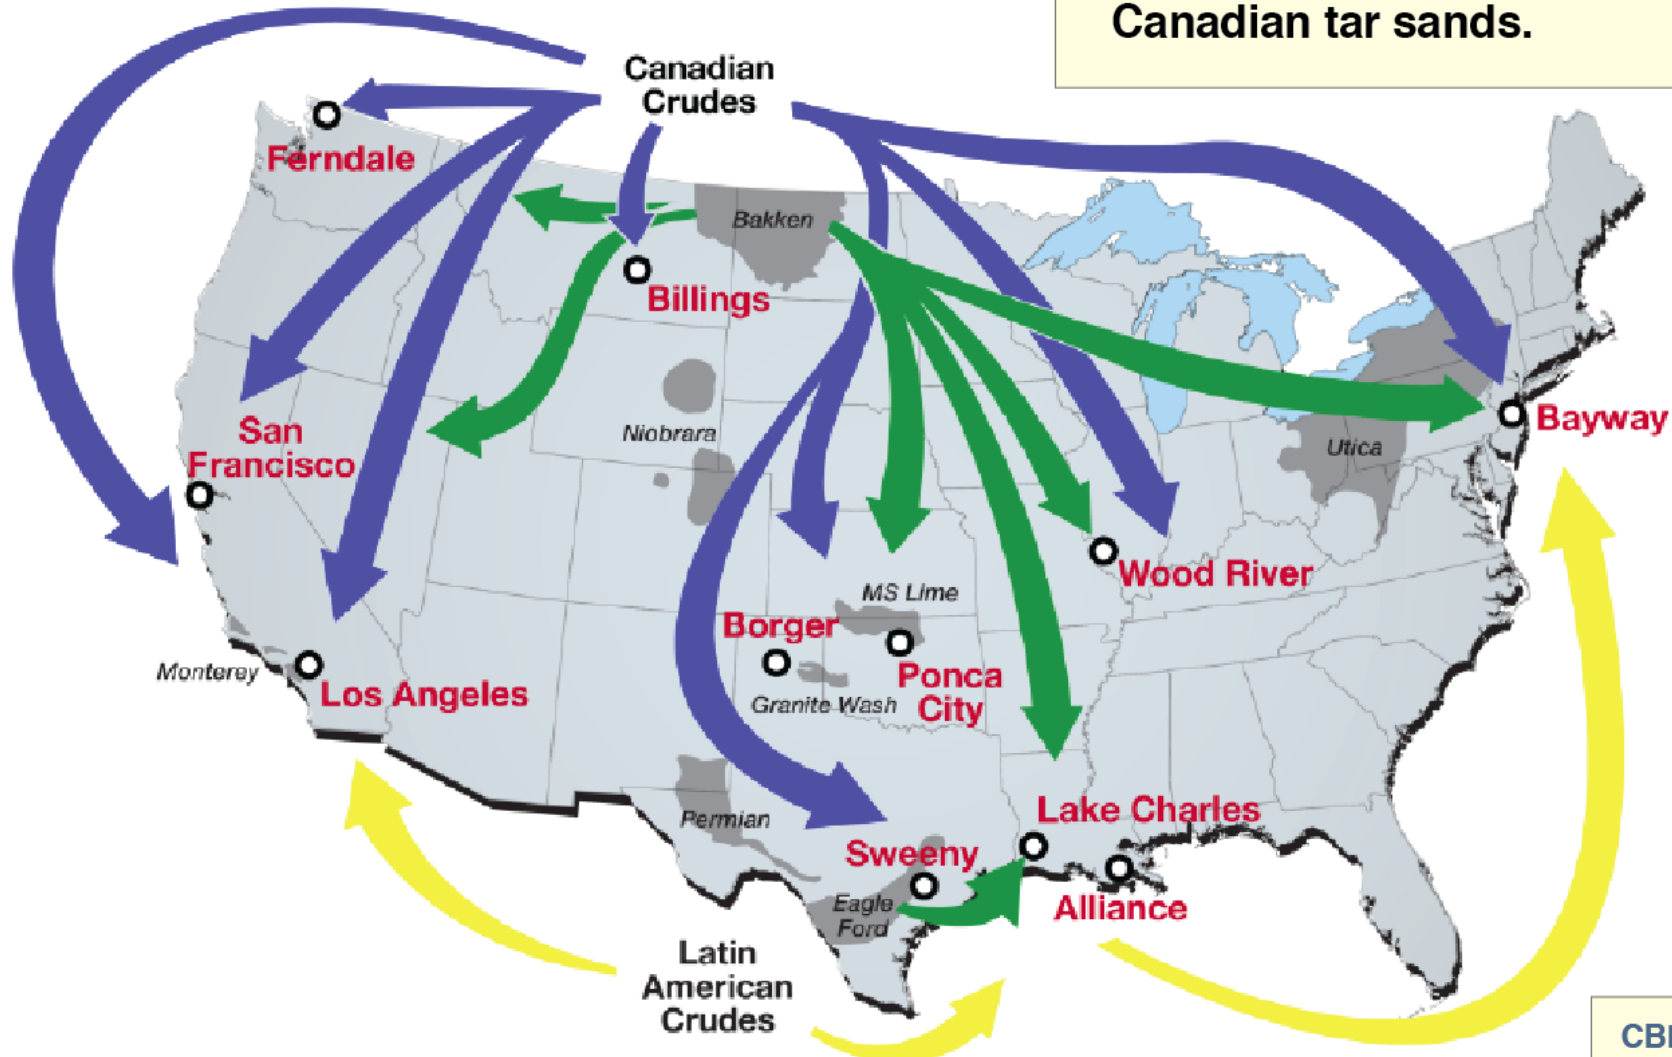 Canadian tar sands.
Canadian
Crudes
Ferndale
Bakken
Billings
San
Francisco
Niobrara
Bayway
Utica
Wood River
MS Lime
Borger
Monterey
Los Angeles
Ponca
City
Granite Wash
Permian
Lake Charles
Sweeny
Eagle
Ford
Alliance
Latin
American
Crudes